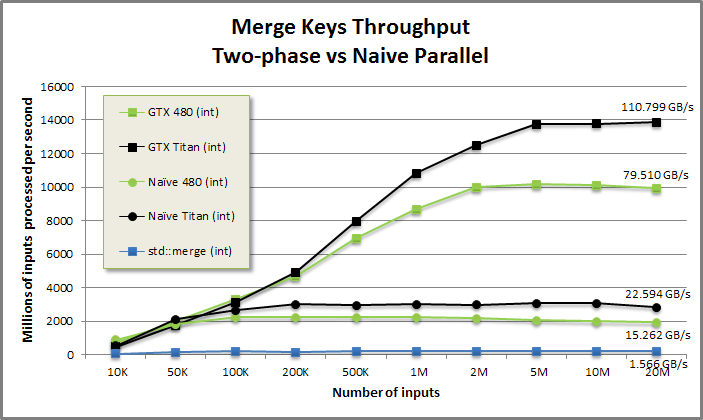 Merge Keys Throughput
Two-phase vs Naive Parallel
Millions of inputs processed per second
16000
14000
12000
10000
8000
6000
4000
2000
0
GTX 480 (int)
GTX Titan (int)
Naïve 480 (int)
Naïve Titan (int)
std::merge (int)
110.799 GB/s
79.510 GB/s
22.594 GB/s
15.262 GB/s
1.566 GB/s
10K 50K 100K 200K 500K 1M 2M 5M 10M 20M
Number of inputs